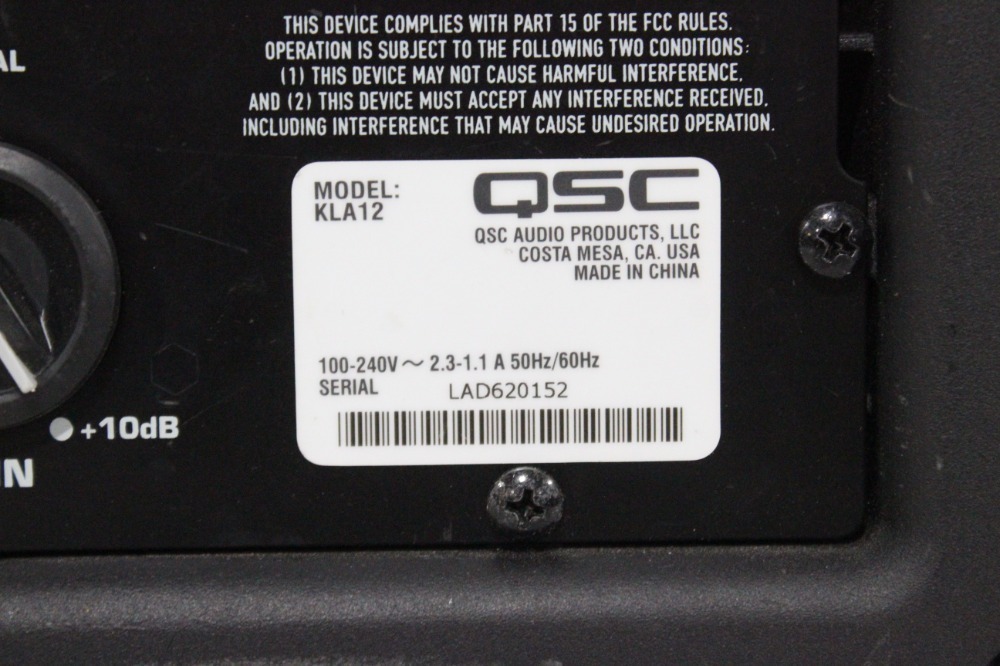 THIS DEVICE COMPLIES WITH PART 15 OF THE FCC RULES.
OPERATION IS SUBJECT TO THE FOLLOWING TWO CONDITIONS:
(1) THIS DEVICE MAY NOT CAUSE HARMFUL INTERFERENCE,
AND (2) THIS DEVICE MUST ACCEPT ANY INTERFERENCE RECEIVED,
INCLUDING INTERFERENCE THAT MAY CAUSE UNDESIRED OPERATION.
AL
MODEL:
KLA12
QSC
QSC AUDIO PRODUCTS, LLC
COSTA MESA, CA. USA
MADE IN CHINA
100-240V ~ 2.3-1.1 A 50Hz/60Hz
SERIAL LAD620152
+10dB
IN